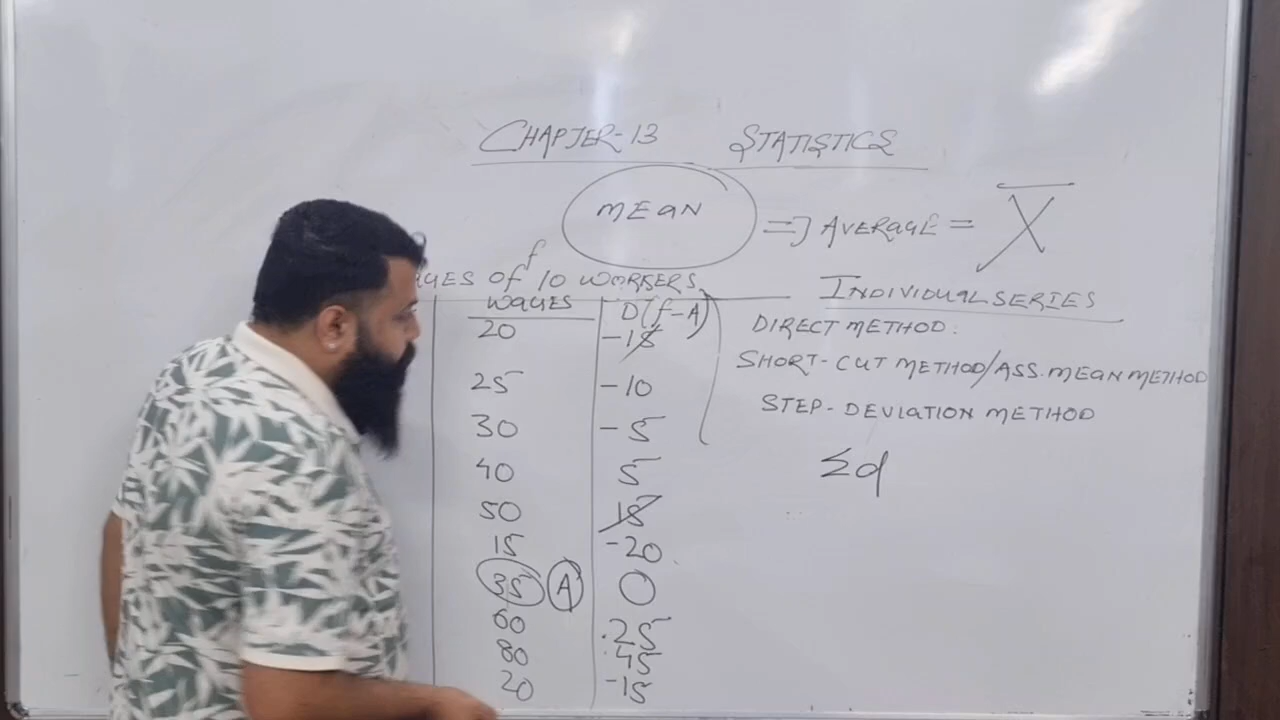 CHAPTER-13 STATISTICS
MEAN => AVERAGE = X̅
f
OF 10 WORKERS
INDIVIDUAL SERIES
WAGES D(f-A)
20 -15
25 -10
30 -5
40 5
50 15
15 -20
35 A 0
60 25
80 45
20 -15
DIRECT METHOD.
SHORT-CUT METHOD/ASS. MEAN METHOD
STEP-DEVIATION METHOD
Σd